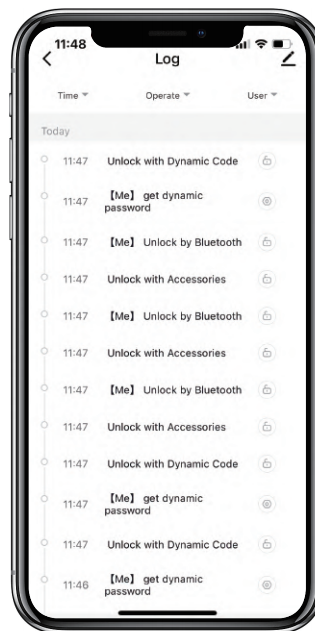 11:48
Log
Time Operate User
Today
11:47 Unlock with Dynamic Code
11:47 【Me】 get dynamic
password
11:47 【Me】 Unlock by Bluetooth
11:47 Unlock with Accessories
11:47 【Me】 Unlock by Bluetooth
11:47 Unlock with Accessories
11:47 【Me】 Unlock by Bluetooth
11:47 Unlock with Accessories
11:47 Unlock with Dynamic Code
11:47 【Me】 get dynamic
password
11:47 Unlock with Dynamic Code
11:46 【Me】 get dynamic
password